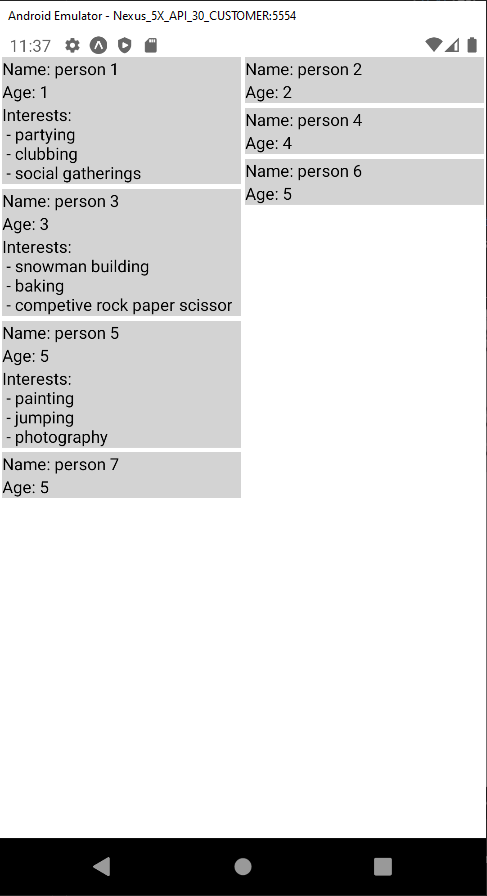 Android Emulator - Nexus_5X_API_30_CUSTOMER:5554
11:37
Name: person 1
Age: 1
Interests:
- partying
- clubbing
- social gatherings
Name: person 3
Age: 3
Interests:
- snowman building
- baking
- competive rock paper scissor
Name: person 5
Age: 5
Interests:
- painting
- jumping
- photography
Name: person 7
Age: 5
Name: person 2
Age: 2
Name: person 4
Age: 4
Name: person 6
Age: 5